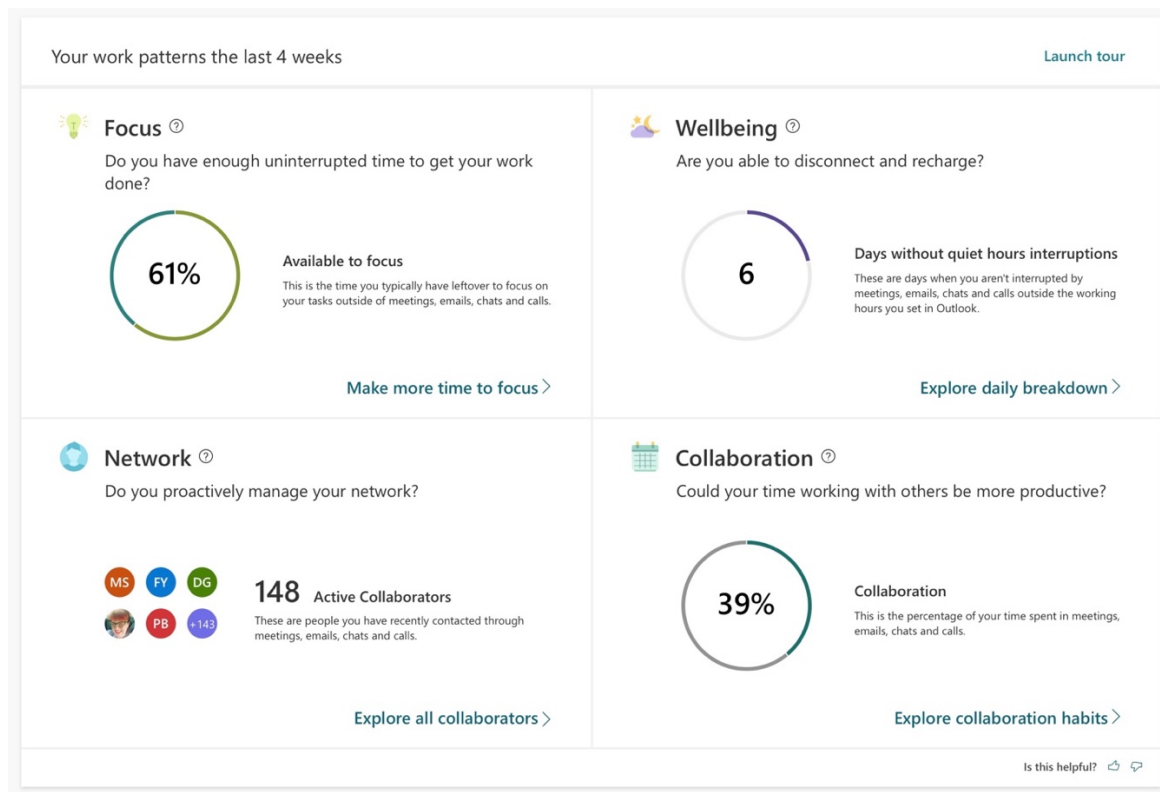 Your work patterns the last 4 weeks
Launch tour
Focus ?
Do you have enough uninterrupted time to get your work
done?
61%
Available to focus
This is the time you typically have leftover to focus on
your tasks outside of meetings, emails, chats and calls.
Make more time to focus >
Wellbeing ?
Are you able to disconnect and recharge?
6
Days without quiet hours interruptions
These are days when you aren't interrupted by
meetings, emails, chats and calls outside the working
hours you set in Outlook.
Explore daily breakdown >
Network ?
Do you proactively manage your network?
MS FY DG
PB +143
148 Active Collaborators
These are people you have recently contacted through
meetings, emails, chats and calls.
Explore all collaborators >
Collaboration ?
Could your time working with others be more productive?
39%
Collaboration
This is the percentage of your time spent in meetings,
emails, chats and calls.
Explore collaboration habits >
Is this helpful?